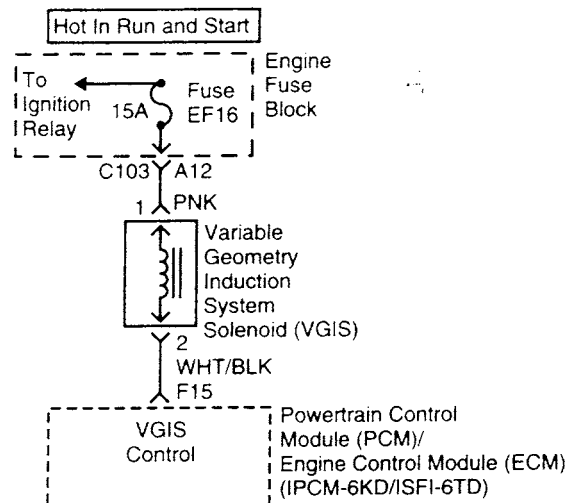 Hot In Run and Start
To
Ignition
Relay
15A
Fuse
EF16
Engine
Fuse
Block
C103
A12
1
PNK
Variable
Geometry
Induction
System
Solenoid (VGIS)
2
WHT/BLK
F15
VGIS
Control
Powertrain Control
Module (PCM)/
Engine Control Module (ECM)
(IPCM-6KD/ISFI-6TD)